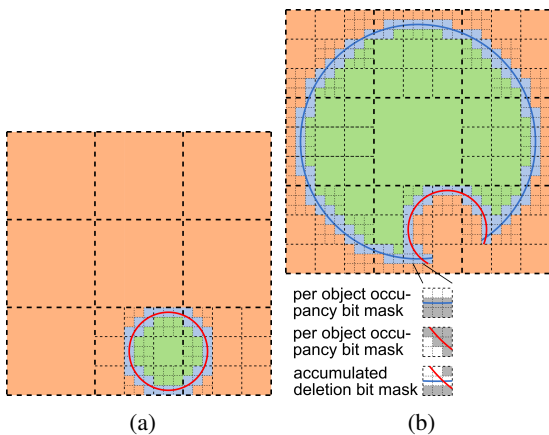 per object occu-
pancy bit mask
per object occu-
pancy bit mask
accumulated
deletion bit mask
(a)
(b)